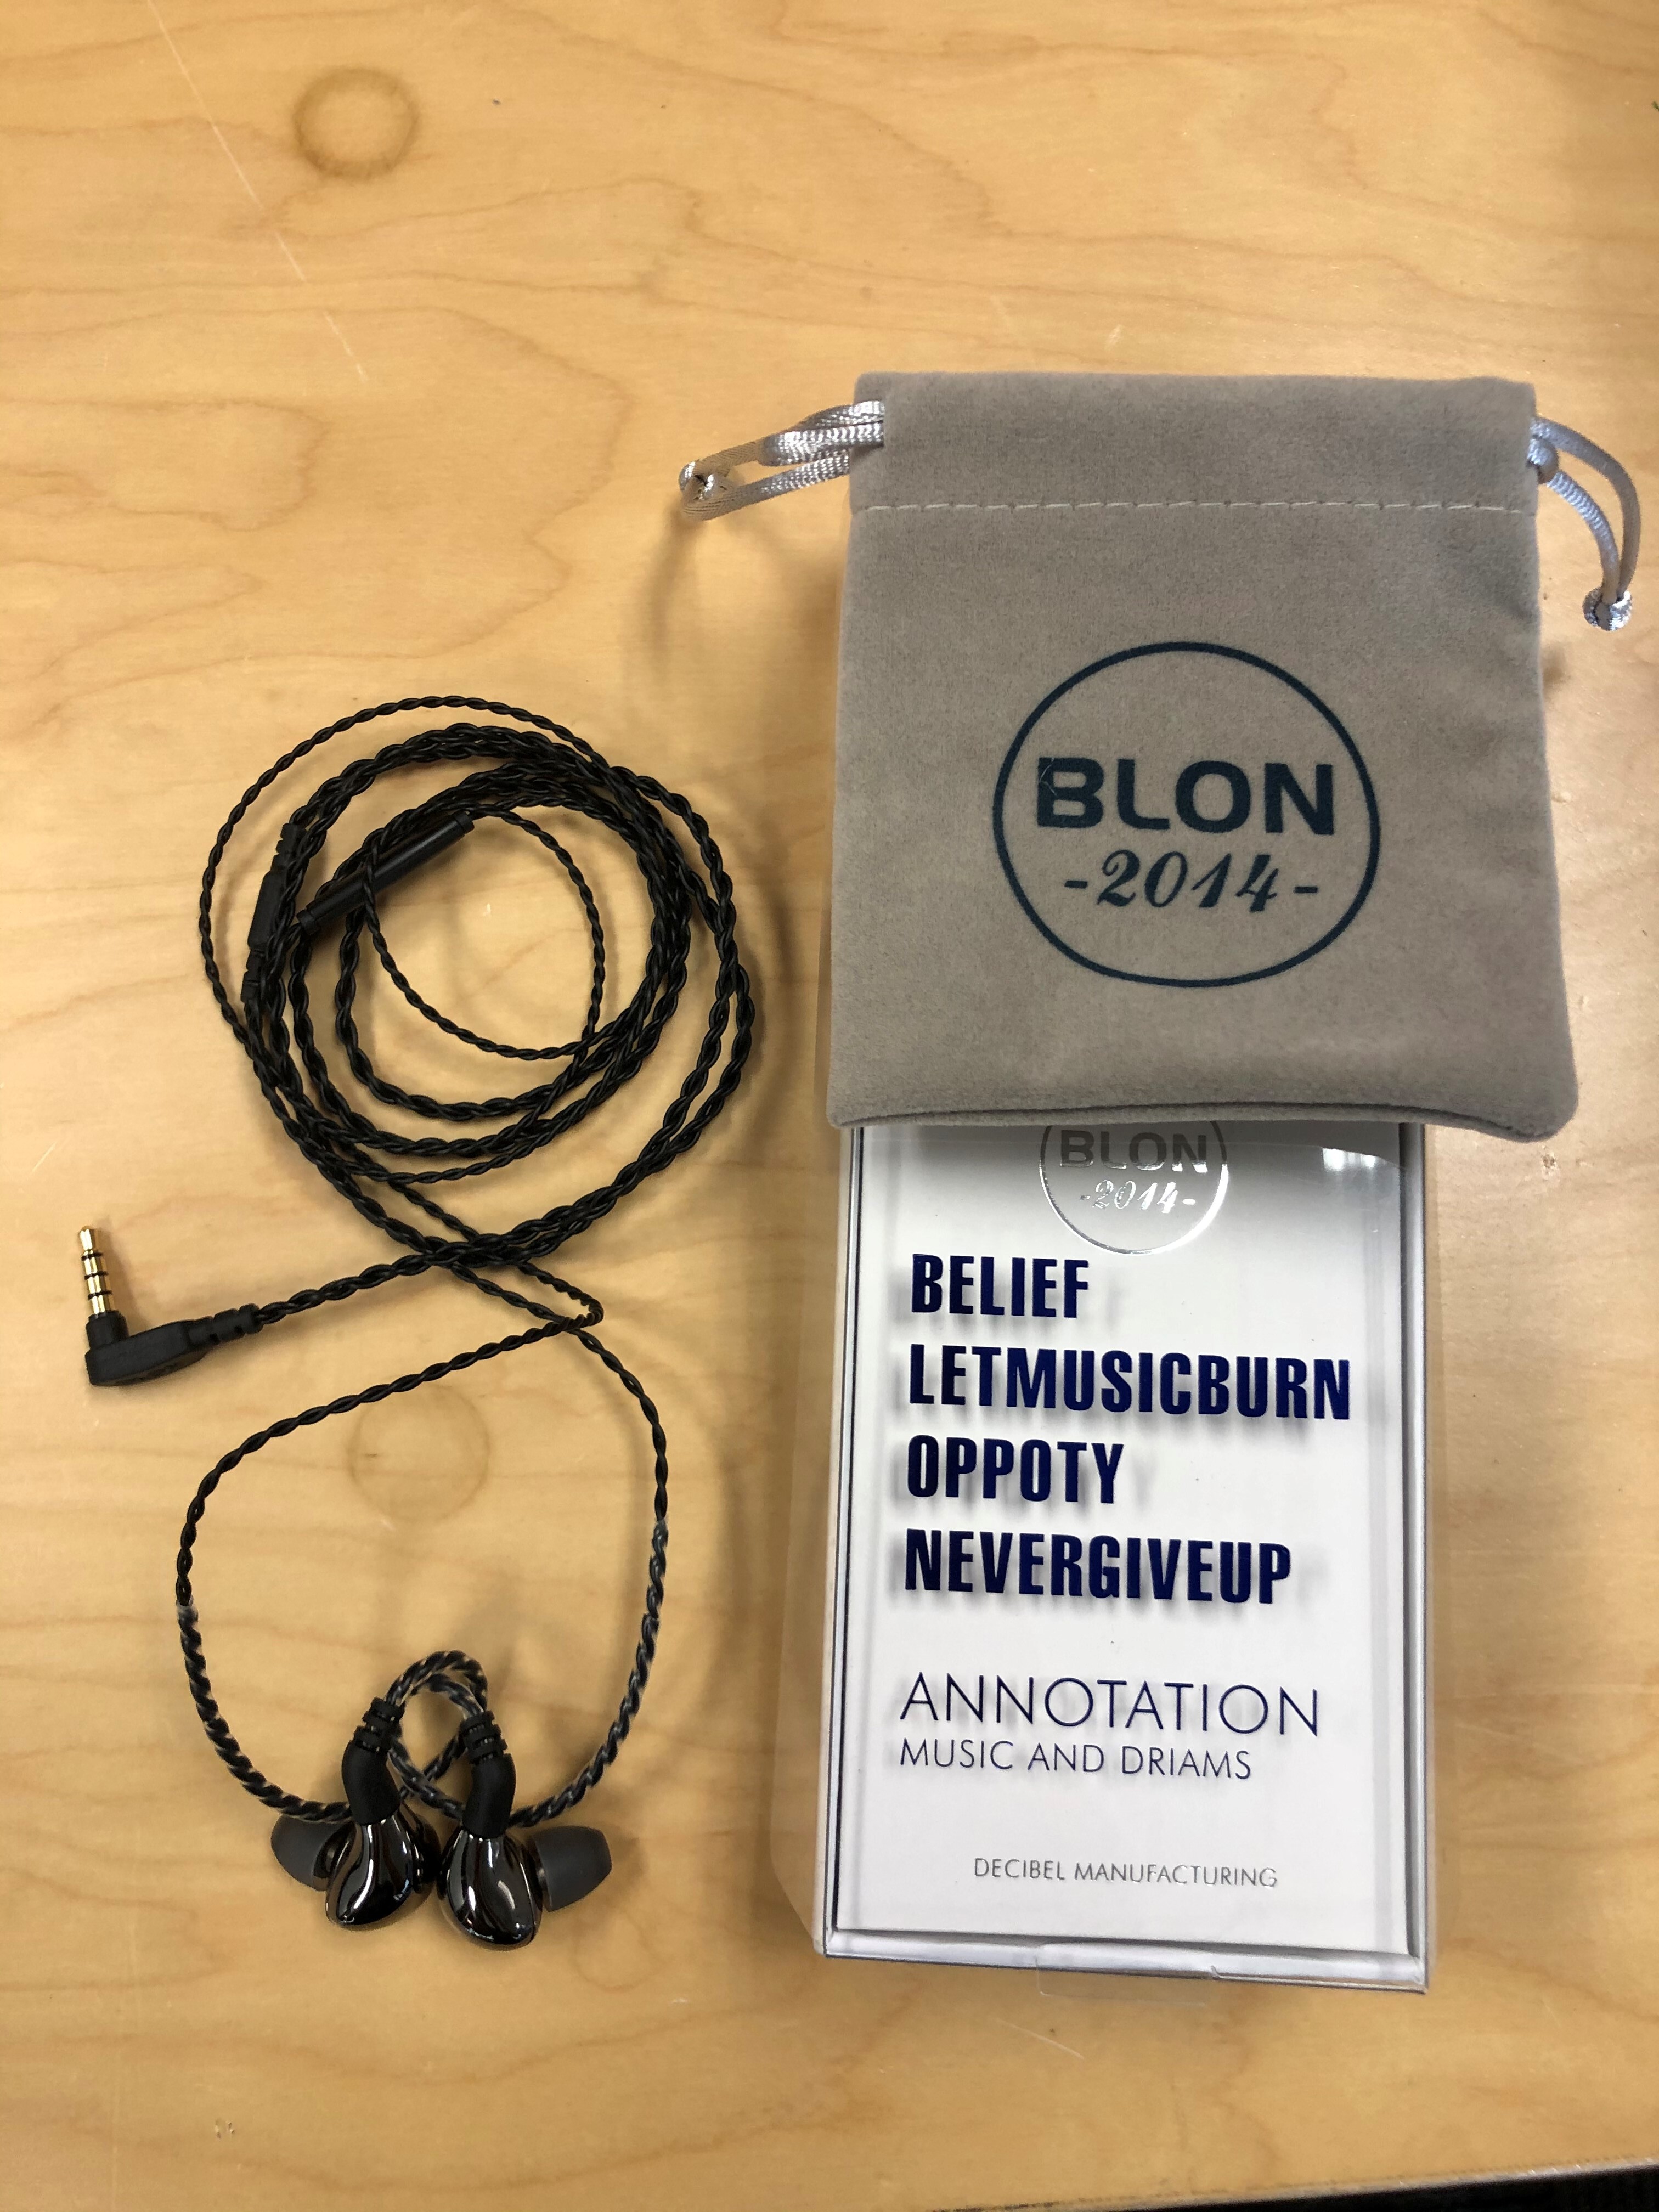 BLON
-2014-
BLON
-2014-
BELIEF
LETMUSICBURN
OPPOTY
NEVERGIVEUP
ANNOTATION
MUSIC AND DRIAMS
DECIBEL MANUFACTURING